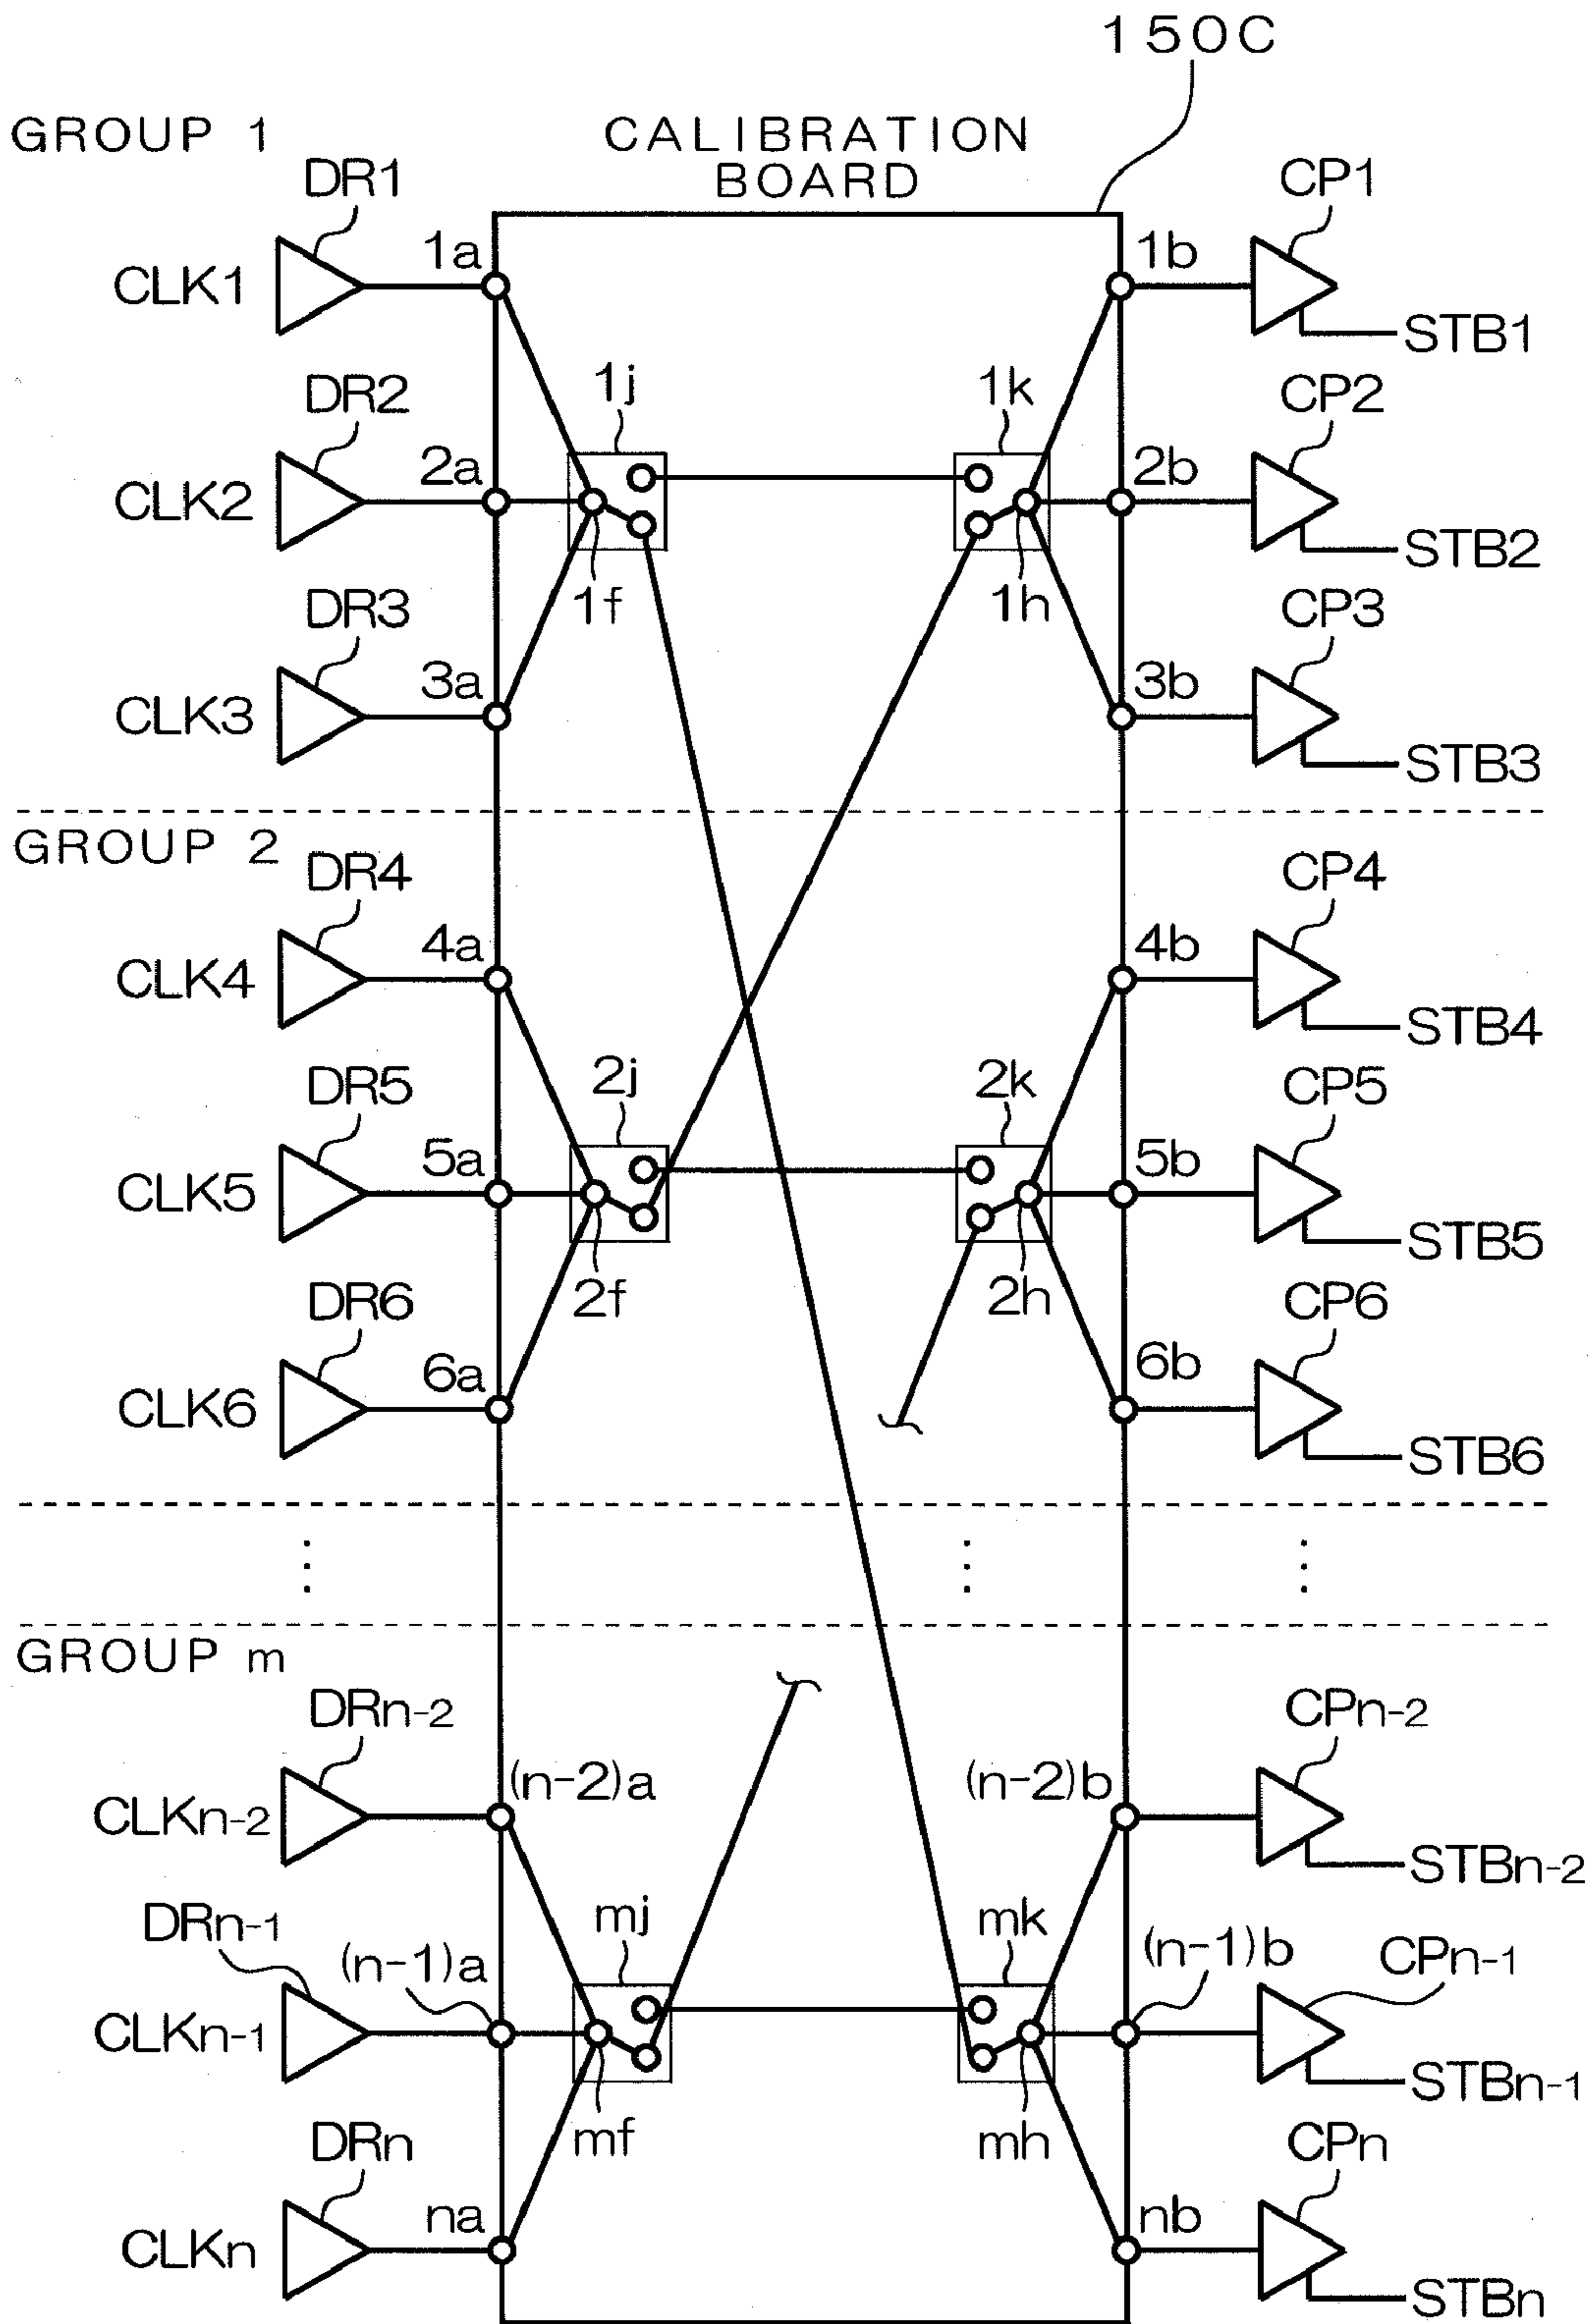 150C
GROUP 1
CALIBRATION
BOARD
DR1
CP1
1a
1b
CLK1
STB1
DR2
1j
1k
CP2
2a
2b
CLK2
STB2
1f
1h
DR3
CP3
3a
3b
CLK3
STB3
GROUP 2
DR4
CP4
4a
4b
CLK4
STB4
DR5
2j
2k
CP5
5a
5b
CLK5
STB5
2f
2h
DR6
CP6
6a
6b
CLK6
STB6
GROUP m
DRn-2
CPn-2
(n-2)a
(n-2)b
CLKn-2
STBn-2
DRn-1
mj
mk
(n-1)a
(n-1)b
CPn-1
CLKn-1
STBn-1
mf
mh
DRn
CPn
na
nb
CLKn
STBn